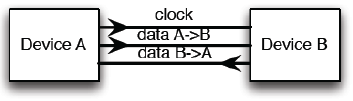 clock
Device A
data A->B
Device B
data B->A